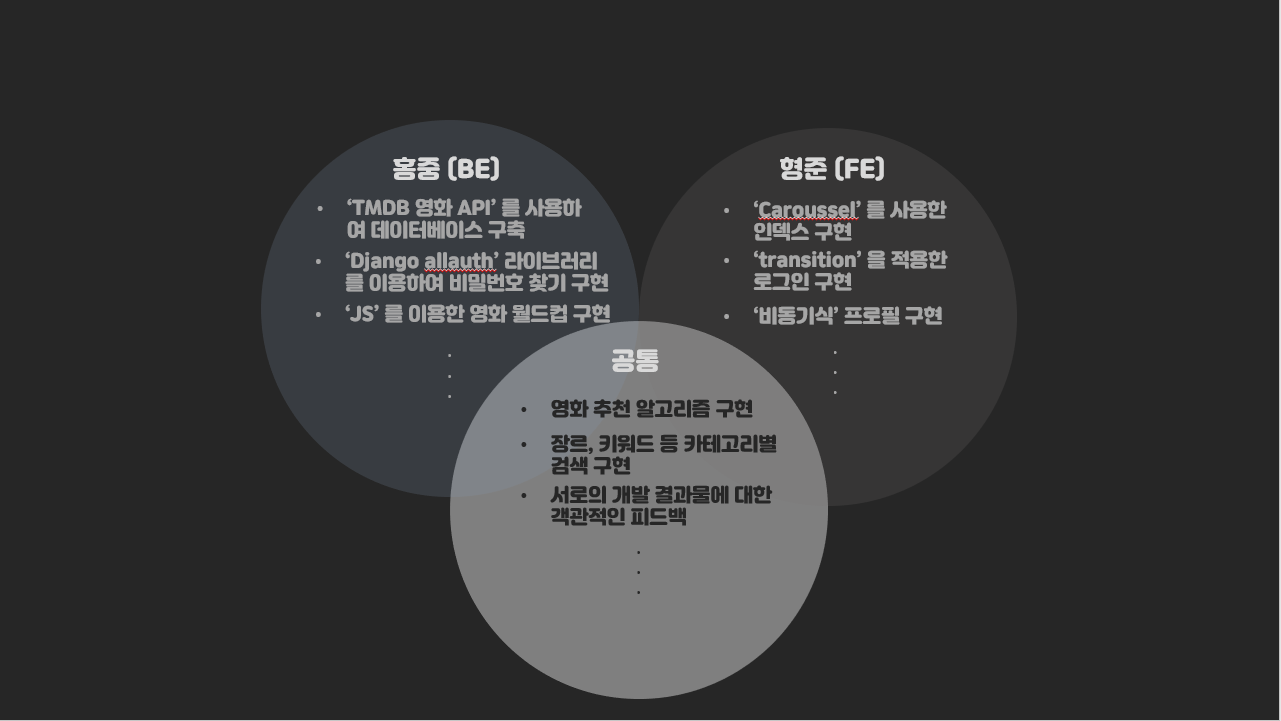 홍중 (BE)
• ‘TMDB 영화 API’ 를 사용하
여 데이터베이스 구축
• ‘Django allauth’ 라이브러리
를 이용하여 비밀번호 찾기 구현
• ‘JS’ 를 이용한 영화 월드컵 구현
.
.
.
형준 (FE)
• ‘Caroussel’ 를 사용한
인덱스 구현
• ‘transition’ 을 적용한
로그인 구현
• ‘비동기식’ 프로필 구현
.
.
.
공통
• 영화 추천 알고리즘 구현
• 장르, 키워드 등 카테고리별
검색 구현
• 서로의 개발 결과물에 대한
객관적인 피드백
.
.
.